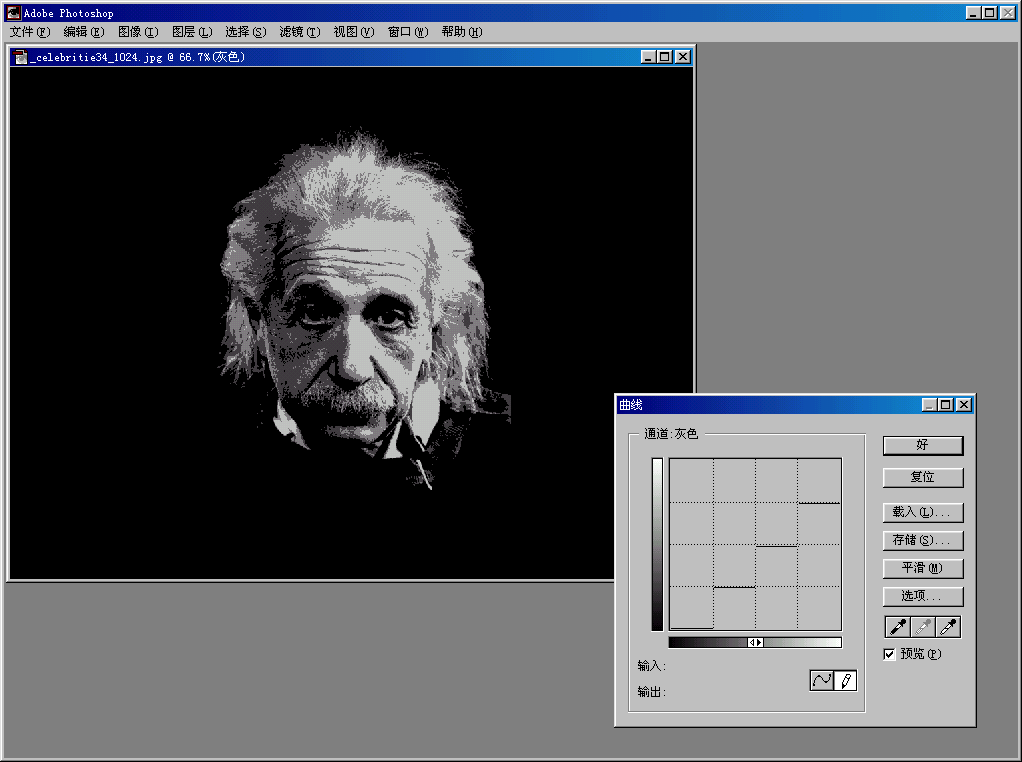 Adobe Photoshop
文件(F) 编辑(E) 图像(I) 图层(L) 选择(S) 滤镜(T) 视图(V) 窗口(W) 帮助(H)
_celebritie34_1024.jpg @ 66.7%(灰色)
曲线
通道:灰色
好
复位
载入(L)...
存储(S)...
平滑(M)
选项...
预览(P)
输入:
输出: